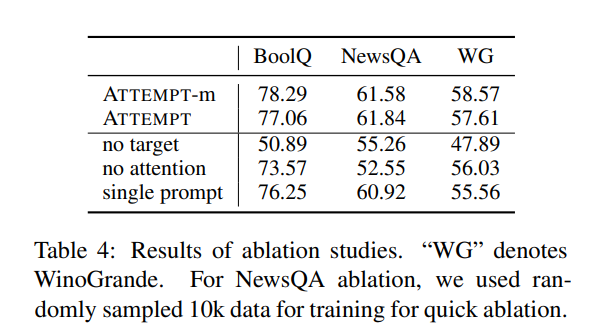 BoolQ NewsQA WG
ATTEMPT-m 78.29 61.58 58.57
ATTEMPT 77.06 61.84 57.61
no target 50.89 55.26 47.89
no attention 73.57 52.55 56.03
single prompt 76.25 60.92 55.56
Table 4: Results of ablation studies. “WG” denotes
WinoGrande. For NewsQA ablation, we used ran-
domly sampled 10k data for training for quick ablation.